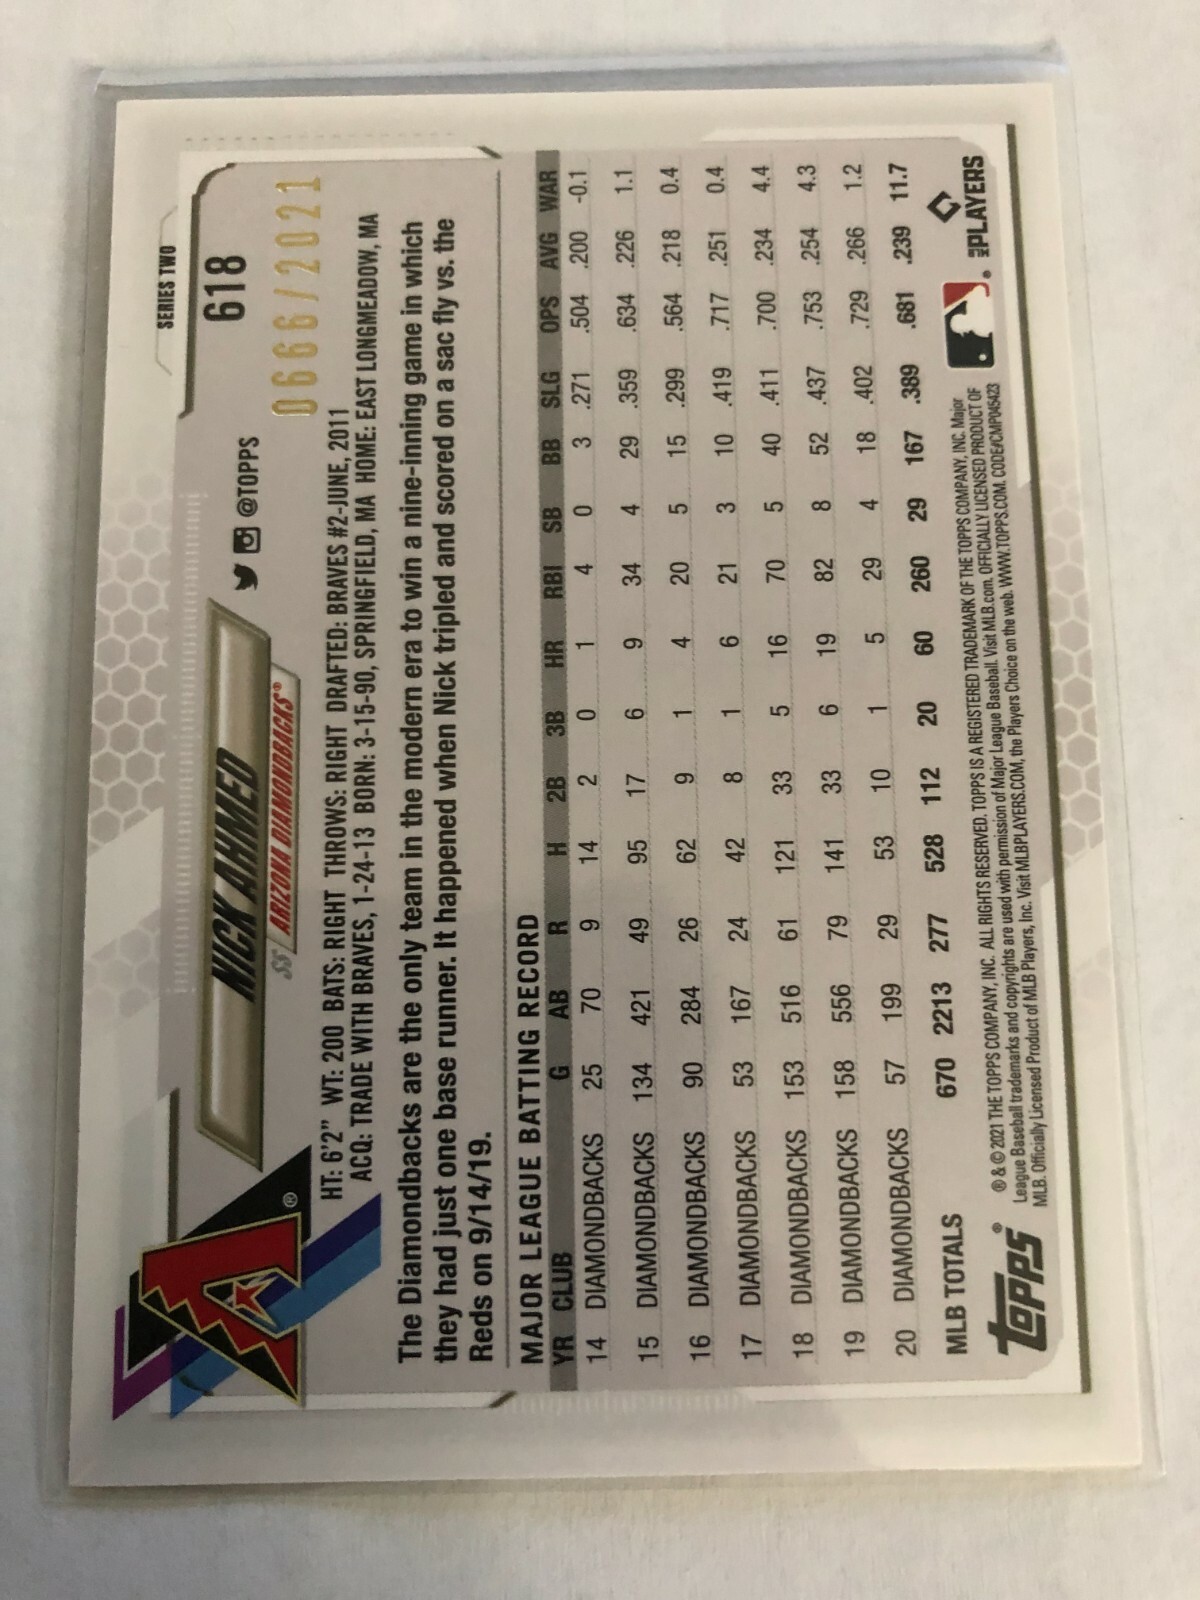 SERIES TWO
618
0666/2021
NICK AHMED
@TOPPS
SS ARIZONA DIAMONDBACKS®
HT: 6'2" WT: 200 BATS: RIGHT THROWS: RIGHT DRAFTED: BRAVES #2-JUNE, 2011
ACQ: TRADE WITH BRAVES, 1-24-13 BORN: 3-15-90, SPRINGFIELD, MA HOME: EAST LONGMEADOW, MA
The Diamondbacks are the only team in the modern era to win a nine-inning game in which
they had just one base runner. It happened when Nick tripled and scored on a sac fly vs. the
Reds on 9/14/19.
MAJOR LEAGUE BATTING RECORD
YR CLUB G AB R H 2B 3B HR RBI SB BB SLG OPS AVG WAR
14 DIAMONDBACKS 25 70 9 14 2 0 1 4 0 3 .271 .504 .200 -0.1
15 DIAMONDBACKS 134 421 49 95 17 6 9 34 4 29 .359 .634 .226 1.1
16 DIAMONDBACKS 90 284 26 62 9 1 4 20 5 15 .299 .564 .218 0.4
17 DIAMONDBACKS 53 167 24 42 8 1 6 21 3 10 .419 .717 .251 0.4
18 DIAMONDBACKS 153 516 61 121 33 5 16 70 5 40 .411 .700 .234 4.4
19 DIAMONDBACKS 158 556 79 141 33 6 19 82 8 52 .437 .753 .254 4.3
20 DIAMONDBACKS 57 199 29 53 10 1 5 29 4 18 .402 .729 .266 1.2
MLB TOTALS 670 2213 277 528 112 20 60 260 29 167 .389 .681 .239 11.7
topps®
® & © 2021 THE TOPPS COMPANY, INC. ALL RIGHTS RESERVED. TOPPS IS A REGISTERED TRADEMARK OF THE TOPPS COMPANY, INC. Major
League Baseball trademarks and copyrights are used with permission of Major League Baseball. Visit MLB.com. OFFICIALLY LICENSED PRODUCT OF
MLB. Officially Licensed Product of MLB Players, Inc. Visit MLBPLAYERS.COM, the Players Choice on the web. WWW.TOPPS.COM. CODE#CMP045423
MLB PLAYERS